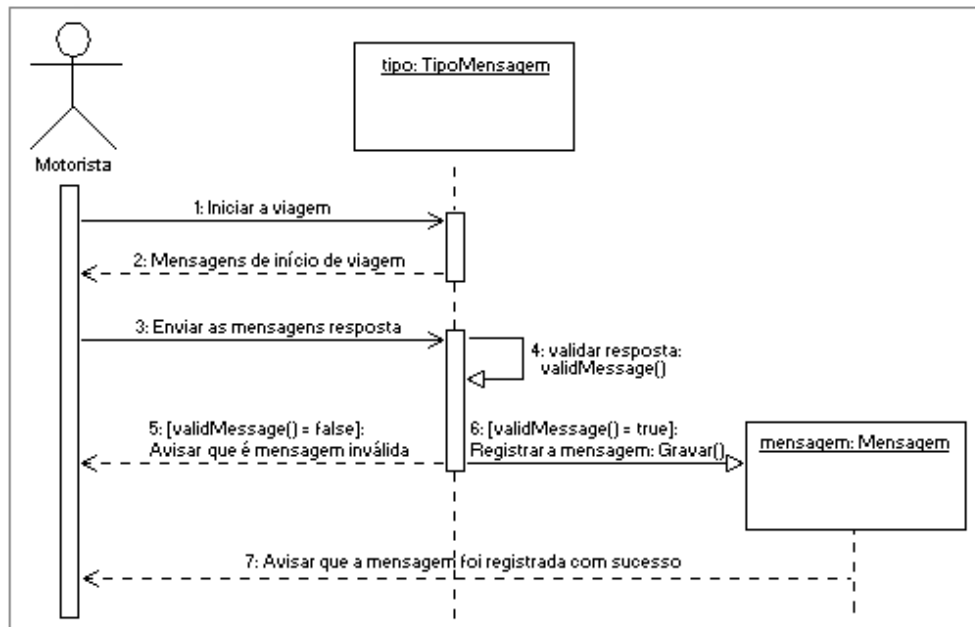 tipo: TipoMensagem
Motorista
1: Iniciar a viagem
2: Mensagens de início de viagem
3: Enviar as mensagens resposta
4: validar resposta:
validMessage()
5: [validMessage() = false]:
Avisar que é mensagem inválida
6: [validMessage() = true]:
Registrar a mensagem: Gravar()
mensagem: Mensagem
7: Avisar que a mensagem foi registrada com sucesso